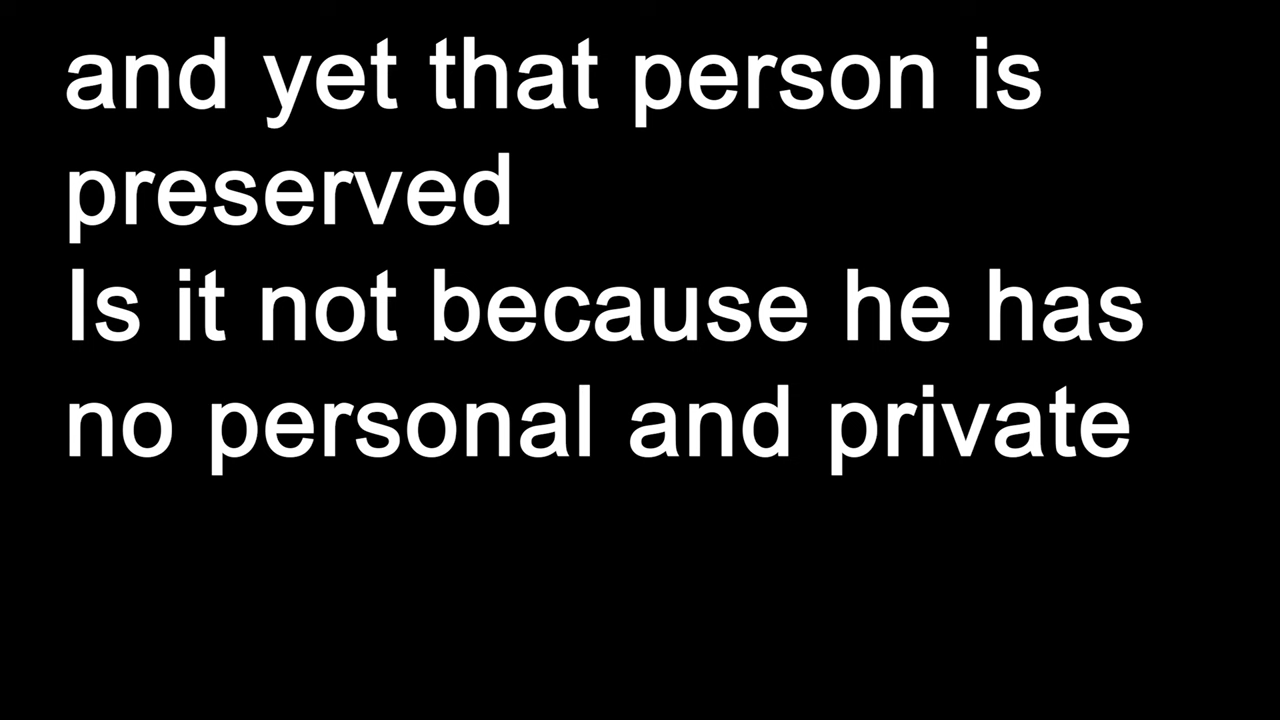 and yet that person is
preserved
Is it not because he has
no personal and private